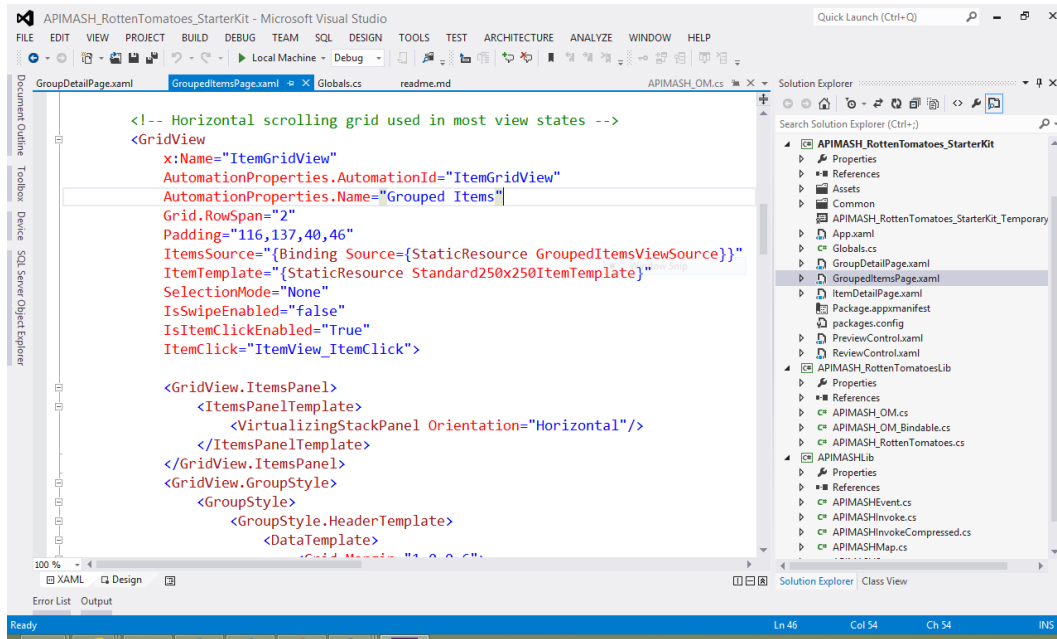 APIMASH_RottenTomatoes_StarterKit - Microsoft Visual Studio
Quick Launch (Ctrl+Q)
FILE EDIT VIEW PROJECT BUILD DEBUG TEAM SQL DESIGN TOOLS TEST ARCHITECTURE ANALYZE WINDOW HELP
Local Machine Debug
Document Outline
Toolbox
Device
SQL Server Object Explorer
GroupDetailPage.xaml GroupedItemsPage.xaml Globals.cs readme.md APIMASH_OM.cs
<!-- Horizontal scrolling grid used in most view states -->
<GridView
x:Name="ItemGridView"
AutomationProperties.AutomationId="ItemGridView"
AutomationProperties.Name="Grouped Items"
Grid.RowSpan="2"
Padding="116,137,40,46"
ItemsSource="{Binding Source={StaticResource GroupedItemsViewSource}}"
ItemTemplate="{StaticResource Standard250x250ItemTemplate}"
SelectionMode="None"
IsSwipeEnabled="false"
IsItemClickEnabled="True"
ItemClick="ItemView_ItemClick">
<GridView.ItemsPanel>
<ItemsPanelTemplate>
<VirtualizingStackPanel Orientation="Horizontal"/>
</ItemsPanelTemplate>
</GridView.ItemsPanel>
<GridView.GroupStyle>
<GroupStyle>
<GroupStyle.HeaderTemplate>
<DataTemplate>
100 %
XAML Design
Error List Output
Solution Explorer
Search Solution Explorer (Ctrl+;)
APIMASH_RottenTomatoes_StarterKit
Properties
References
Assets
Common
APIMASH_RottenTomatoes_StarterKit_Temporary
App.xaml
Globals.cs
GroupDetailPage.xaml
GroupedItemsPage.xaml
ItemDetailPage.xaml
Package.appxmanifest
packages.config
PreviewControl.xaml
ReviewControl.xaml
APIMASH_RottenTomatoesLib
Properties
References
APIMASH_OM.cs
APIMASH_OM_Bindable.cs
APIMASH_RottenTomatoes.cs
APIMASHLib
Properties
References
APIMASHEvent.cs
APIMASHInvoke.cs
APIMASHInvokeCompressed.cs
APIMASHMap.cs
Solution Explorer Class View
Ready Ln 46 Col 54 Ch 54 INS